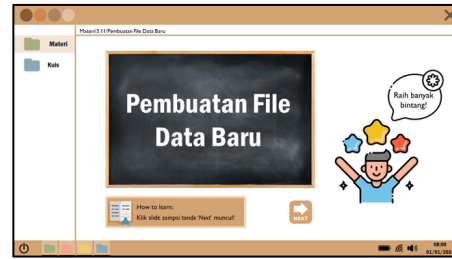 Materi/3.11/Pembuatan File Data Baru
Materi
Kuis
Pembuatan File
Data Baru
Raih banyak
bintang!
How to learn:
Klik slide sampai tanda 'Next' muncul!
NEXT
08:00
01/01/202